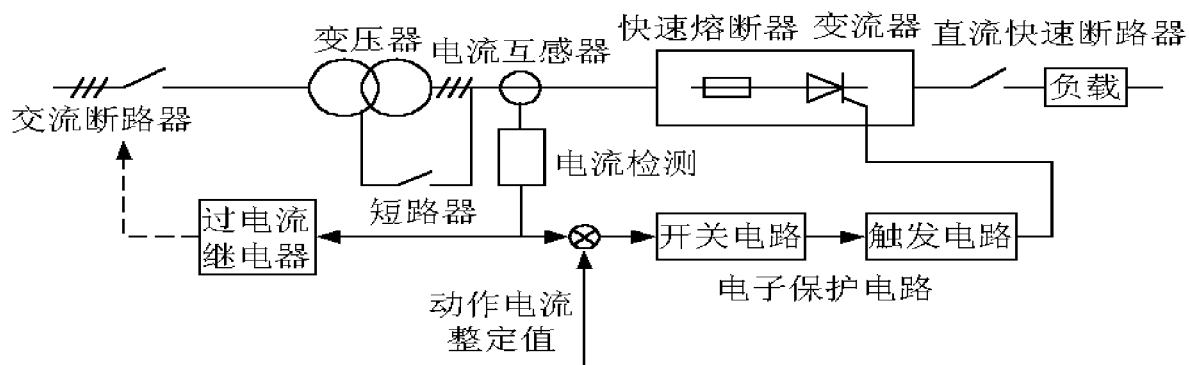 变压器
电流互感器
快速熔断器
变流器
直流快速断路器
交流断路器
负载
电流检测
短路器
过电流
继电器
开关电路
触发电路
电子保护电路
动作电流
整定值